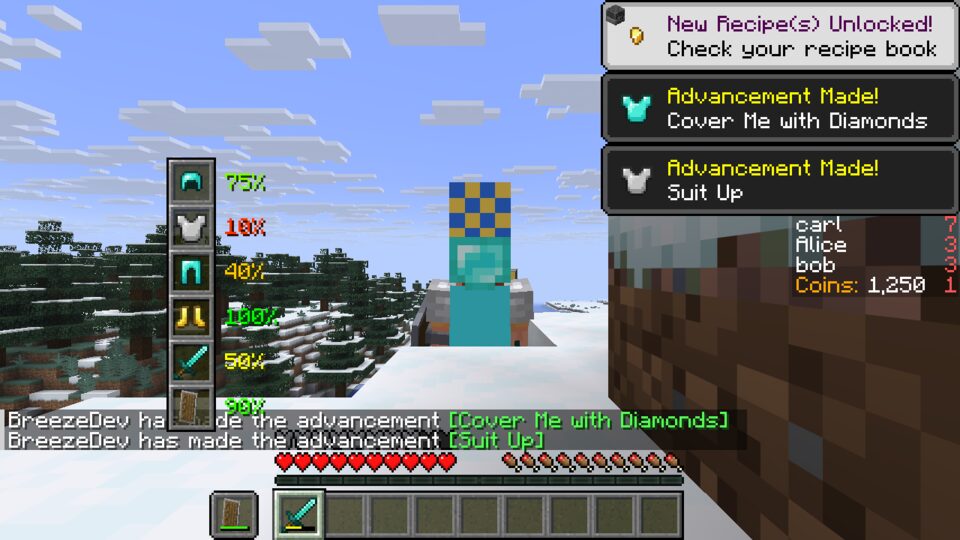 New Recipe(s) Unlocked!
Check your recipe book
Advancement Made!
Cover Me with Diamonds
Advancement Made!
Suit Up
carl 7
Alice 3
bob 3
Coins: 1,250 1
75%
10%
40%
100%
50%
90%
BreezeDev has made the advancement [Cover Me with Diamonds]
BreezeDev has made the advancement [Suit Up]